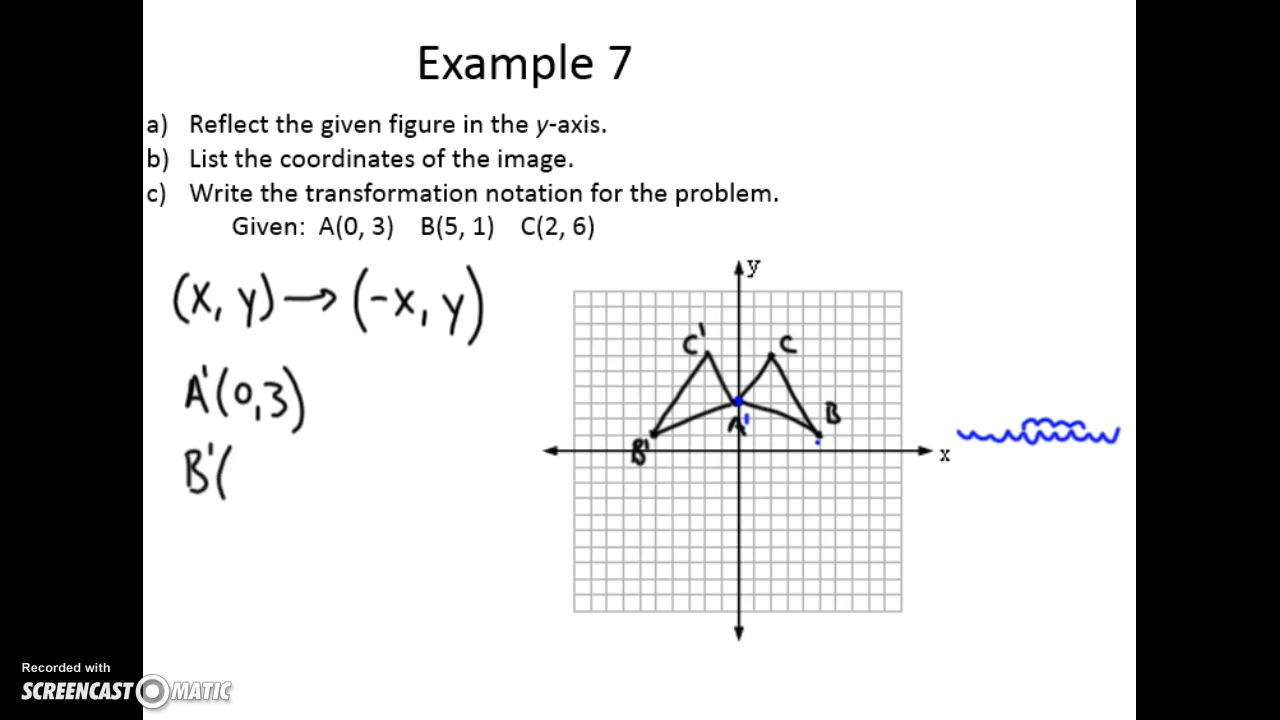 Example 7
a) Reflect the given figure in the y-axis.
b) List the coordinates of the image.
c) Write the transformation notation for the problem.
Given: A(0, 3) B(5, 1) C(2, 6)
(x, y) → (-x, y)
A'(0,3)
B'(
y
C' C
B
A'
B'
x
Recorded with
SCREENCAST MATIC